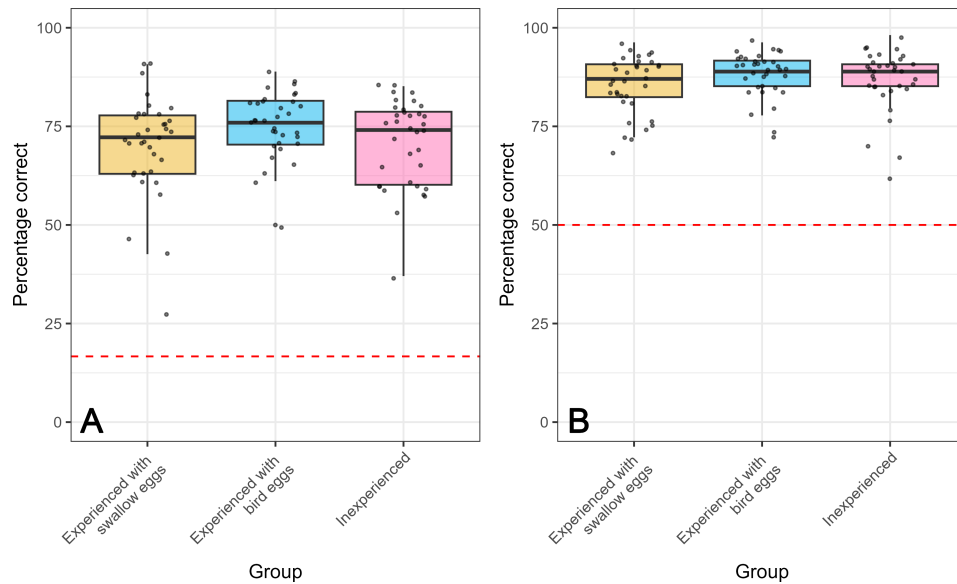 100
75
50
25
0
Percentage correct
A
Experienced with
swallow eggs
Experienced with
bird eggs
Inexperienced
Group
100
75
50
25
0
Percentage correct
B
Experienced with
swallow eggs
Experienced with
bird eggs
Inexperienced
Group